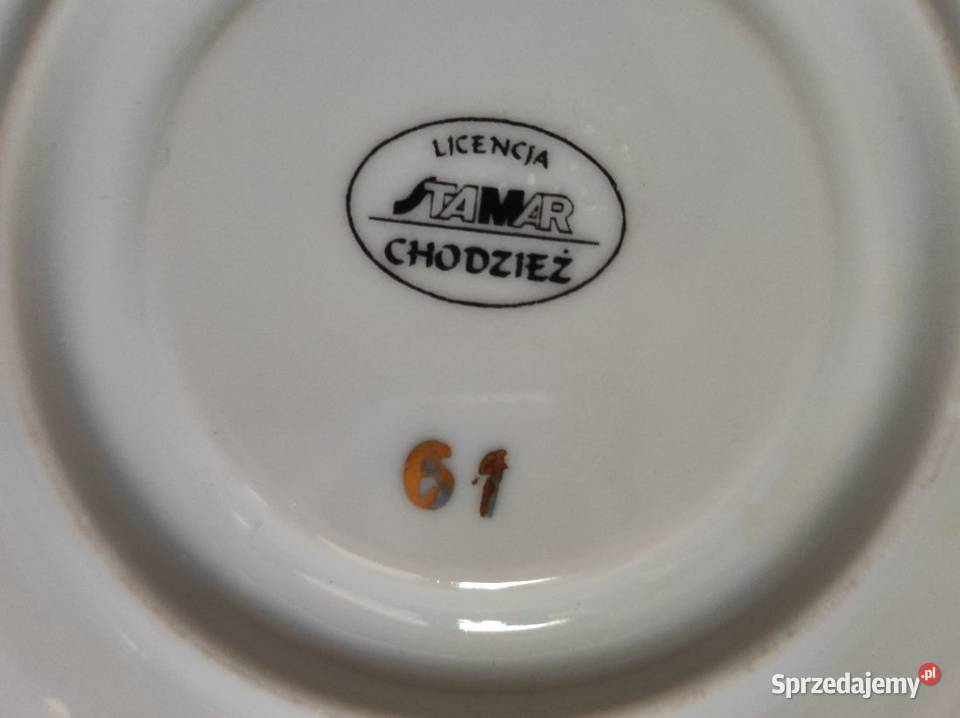 LICENCJA
STAMAR
CHODZIEŻ
61
Sprzedajemy.pl